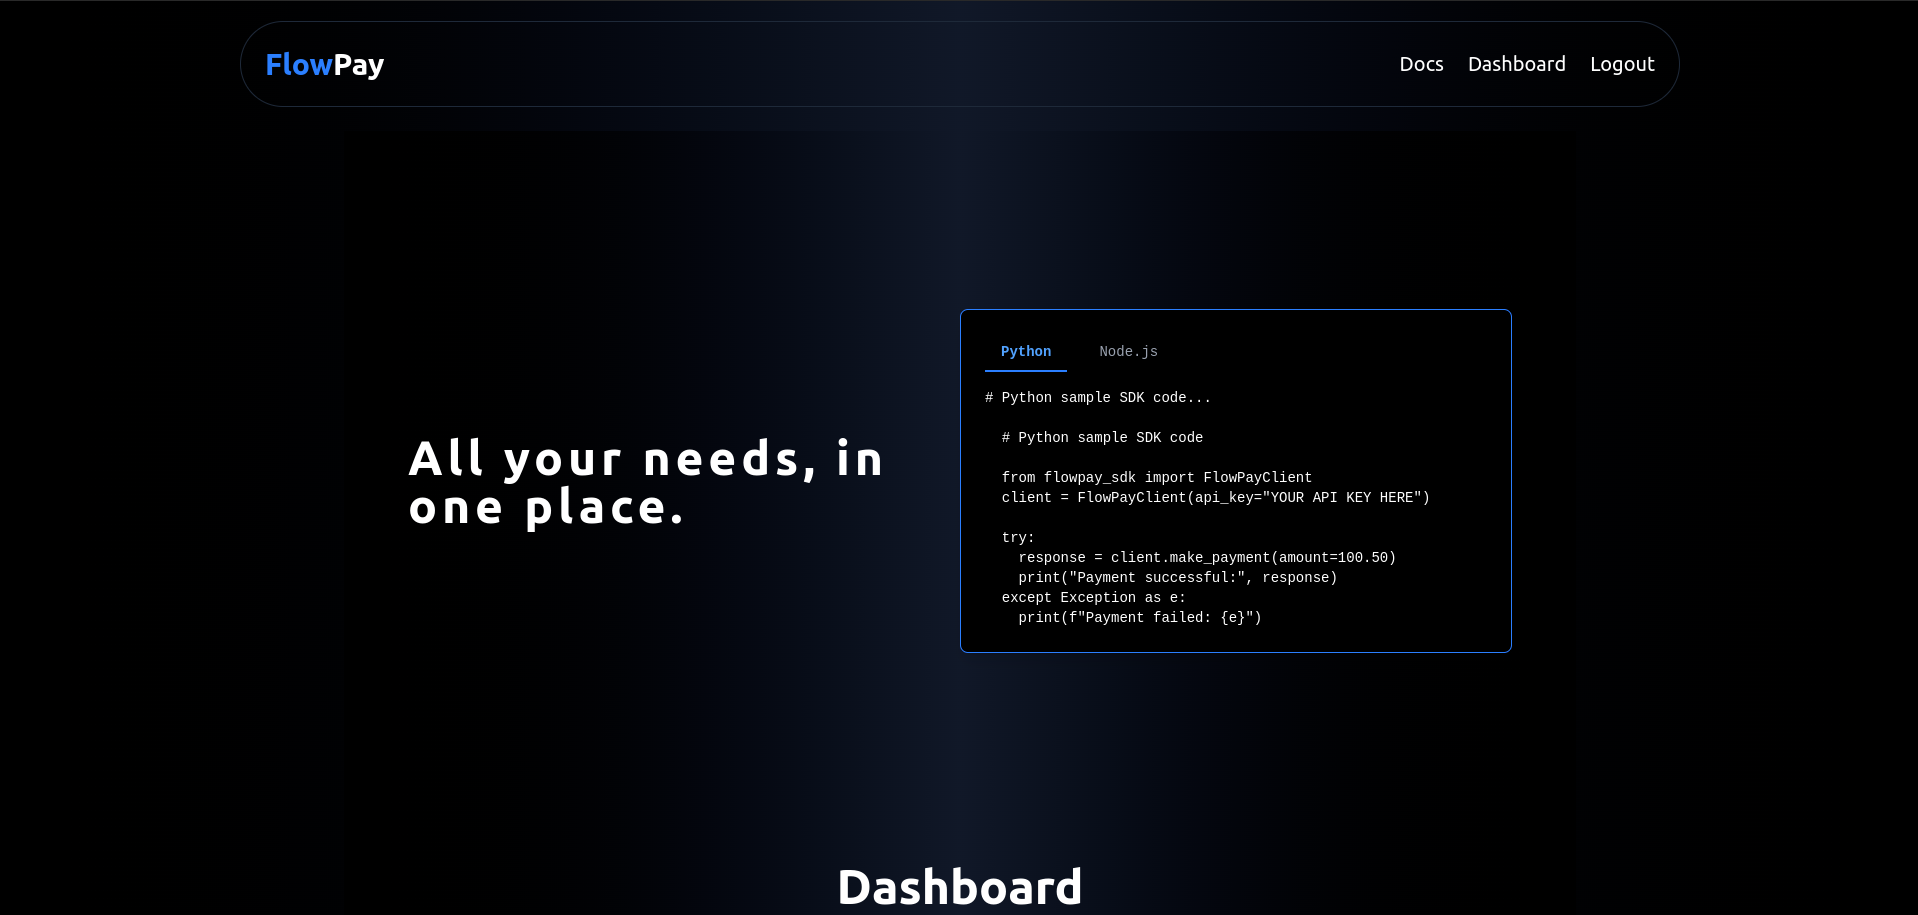 FlowPay
Docs Dashboard Logout
All your needs, in
one place.
Python Node.js
# Python sample SDK code...
# Python sample SDK code
from flowpay_sdk import FlowPayClient
client = FlowPayClient(api_key="YOUR API KEY HERE")
try:
response = client.make_payment(amount=100.50)
print("Payment successful:", response)
except Exception as e:
print(f"Payment failed: {e}")
Dashboard